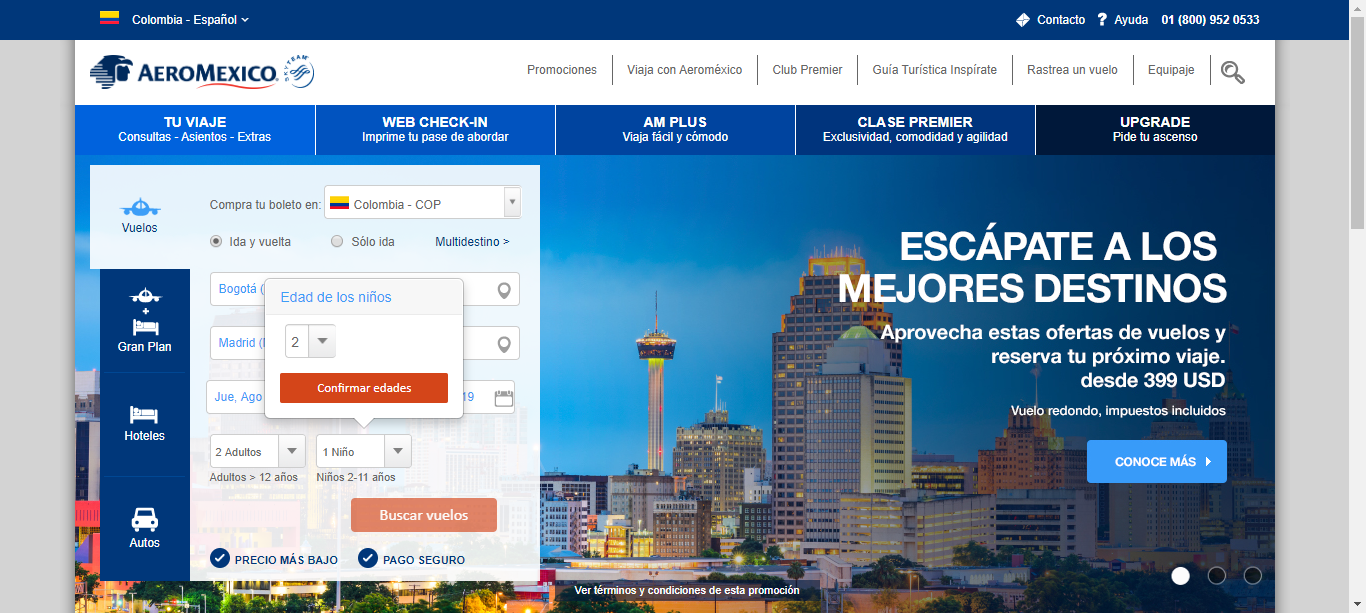 Colombia - Español
Contacto
Ayuda
01 (800) 952 0533
AEROMEXICO.
SKYTEAM
Promociones
Viaja con Aeroméxico
Club Premier
Guía Turística Inspírate
Rastrea un vuelo
Equipaje
TU VIAJE
Consultas - Asientos - Extras
WEB CHECK-IN
Imprime tu pase de abordar
AM PLUS
Viaja fácil y cómodo
CLASE PREMIER
Exclusividad, comodidad y agilidad
UPGRADE
Pide tu ascenso
Vuelos
+
Gran Plan
Hoteles
Autos
Compra tu boleto en:
Colombia - COP
Ida y vuelta
Sólo ida
Multidestino >
Bogotá (
Edad de los niños
2
Madrid (
Confirmar edades
Jue, Ago
19
2 Adultos
1 Niño
Adultos > 12 años
Niños 2-11 años
Buscar vuelos
PRECIO MÁS BAJO
PAGO SEGURO
ESCÁPATE A LOS
MEJORES DESTINOS
Aprovecha estas ofertas de vuelos y
reserva tu próximo viaje.
desde 399 USD
Vuelo redondo, impuestos incluidos
CONOCE MÁS
Ver términos y condiciones de esta promoción